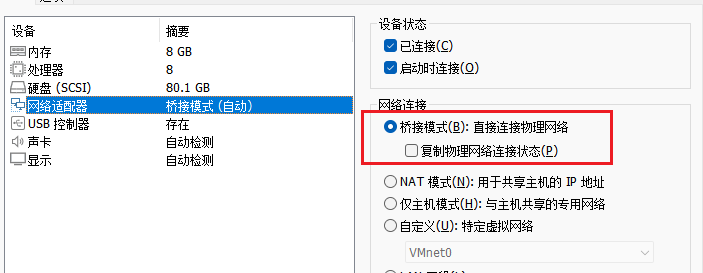 设备 摘要
内存 8 GB
处理器 8
硬盘 (SCSI) 80.1 GB
网络适配器 桥接模式 (自动)
USB 控制器 存在
声卡 自动检测
显示 自动检测
设备状态
已连接(C)
启动时连接(O)
网络连接
桥接模式(B): 直接连接物理网络
复制物理网络连接状态(P)
NAT 模式(N): 用于共享主机的 IP 地址
仅主机模式(H): 与主机共享的专用网络
自定义(U): 特定虚拟网络
VMnet0